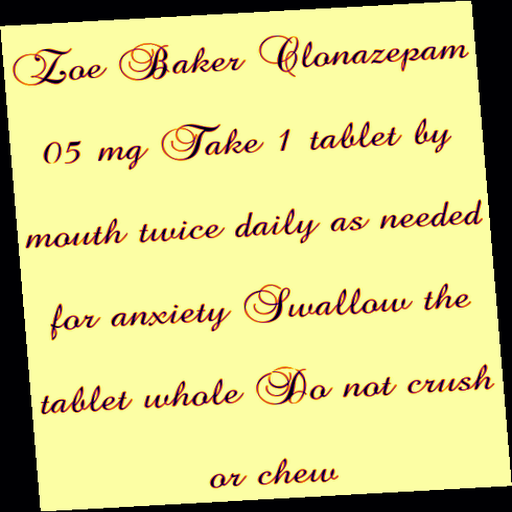 Zoe Baker Clonazepam
05 mg Take 1 tablet by
mouth twice daily as needed
for anxiety Swallow the
tablet whole Do not crush
or chew